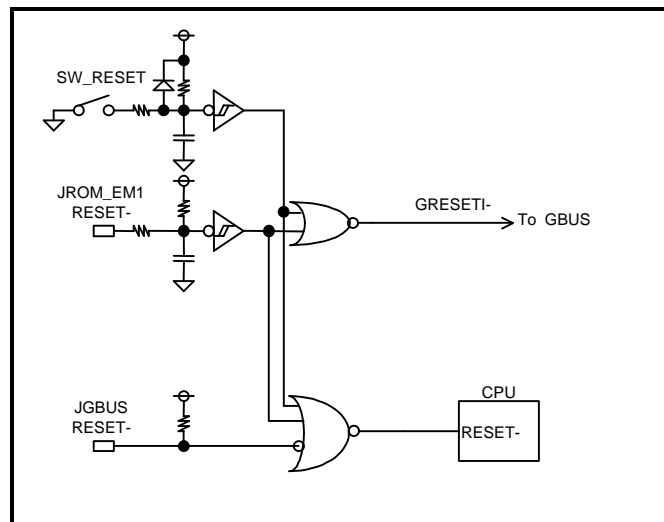 SW_RESET
JROM_EM1
RESET-
GRESETI-
To GBUS
JGBUS
RESET-
CPU
RESET-